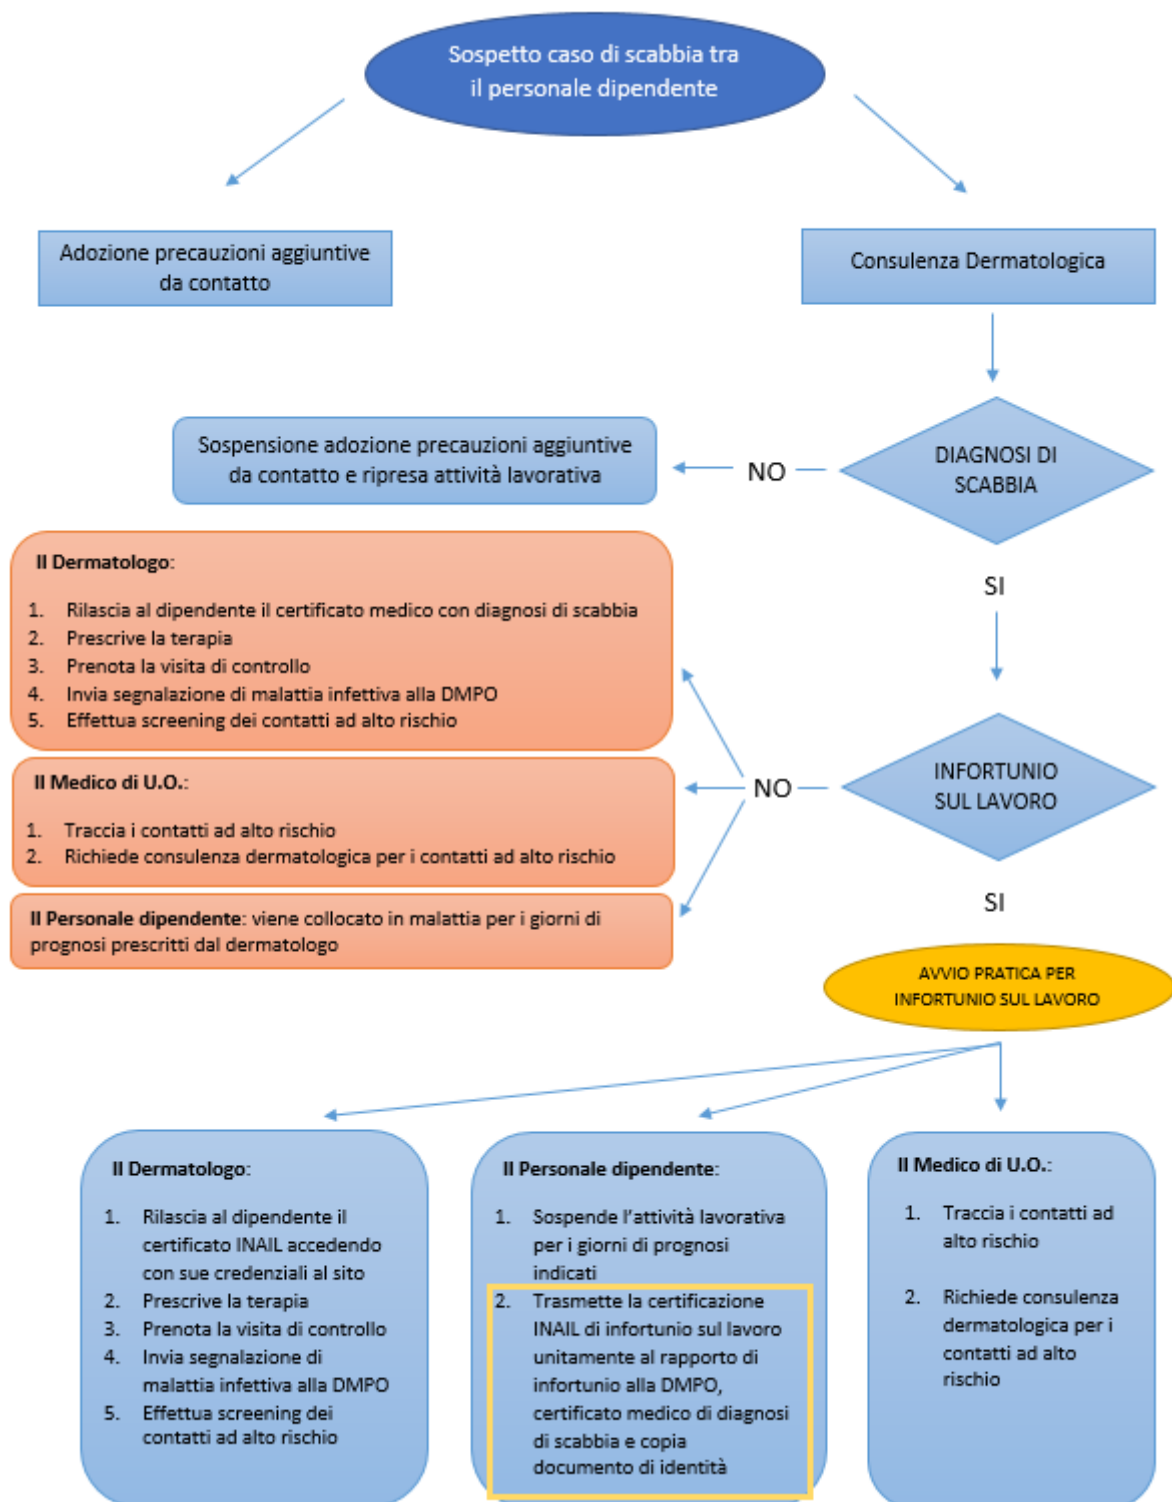 Sospetto caso di scabbia tra
il personale dipendente
Adozione precauzioni aggiuntive
da contatto
Consulenza Dermatologica
Sospensione adozione precauzioni aggiuntive
da contatto e ripresa attività lavorativa
NO
DIAGNOSI DI
SCABBIA
SI
Il Dermatologo:
1. Rilascia al dipendente il certificato medico con diagnosi di scabbia
2. Prescrive la terapia
3. Prenota la visita di controllo
4. Invia segnalazione di malattia infettiva alla DMPO
5. Effettua screening dei contatti ad alto rischio
Il Medico di U.O.:
1. Traccia i contatti ad alto rischio
2. Richiede consulenza dermatologica per i contatti ad alto rischio
Il Personale dipendente: viene collocato in malattia per i giorni di
prognosi prescritti dal dermatologo
NO
INFORTUNIO
SUL LAVORO
SI
AVVIO PRATICA PER
INFORTUNIO SUL LAVORO
Il Dermatologo:
1. Rilascia al dipendente il
certificato INAIL accedendo
con sue credenziali al sito
2. Prescrive la terapia
3. Prenota la visita di controllo
4. Invia segnalazione di
malattia infettiva alla DMPO
5. Effettua screening dei
contatti ad alto rischio
Il Personale dipendente:
1. Sospende l'attività lavorativa
per i giorni di prognosi
indicati
2. Trasmette la certificazione
INAIL di infortunio sul lavoro
unitamente al rapporto di
infortunio alla DMPO,
certificato medico di diagnosi
di scabbia e copia
documento di identità
Il Medico di U.O.:
1. Traccia i contatti ad
alto rischio
2. Richiede consulenza
dermatologica per i
contatti ad alto
rischio